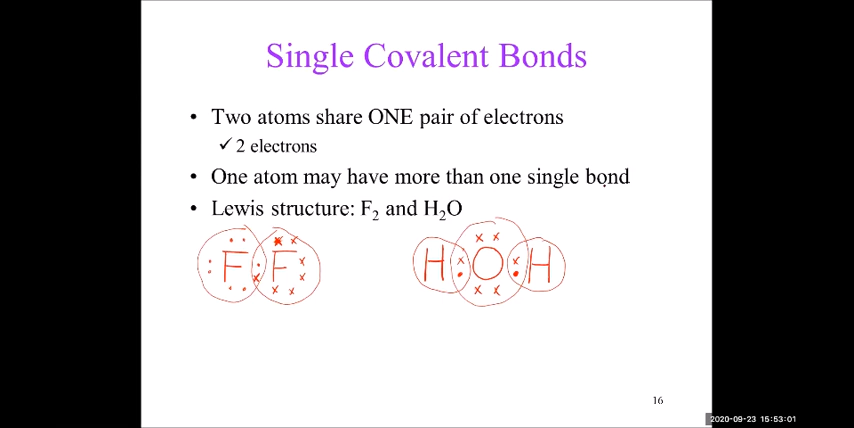 Single Covalent Bonds
• Two atoms share ONE pair of electrons
✓ 2 electrons
• One atom may have more than one single bond
• Lewis structure: F₂ and H₂O
F F H O H
16
2020-09-23 15:53:01